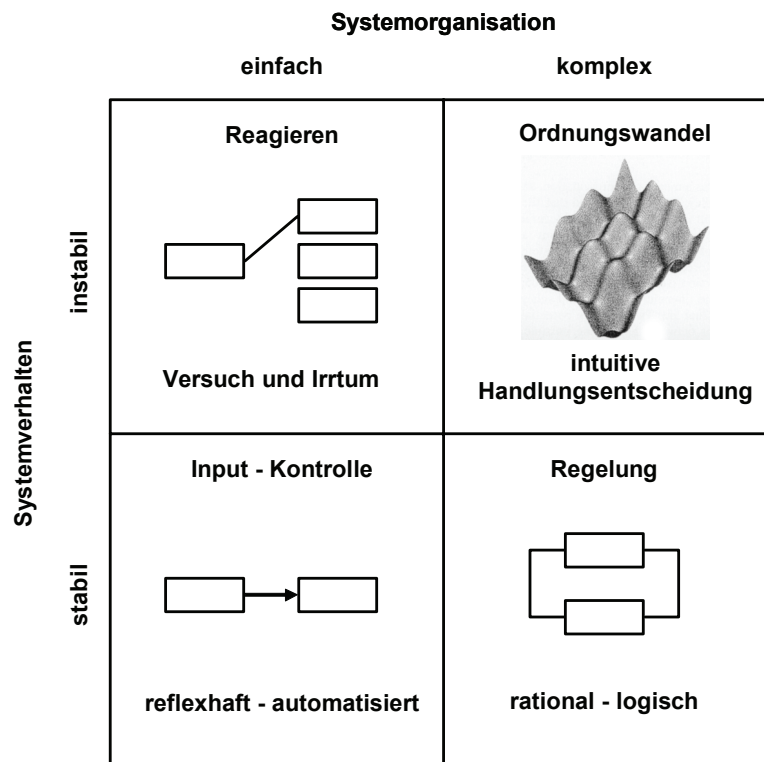 Systemorganisation
einfach
komplex
Systemverhalten
instabil
Reagieren
Versuch und Irrtum
Ordnungswandel
intuitive
Handlungsentscheidung
stabil
Input - Kontrolle
reflexhaft - automatisiert
Regelung
rational - logisch